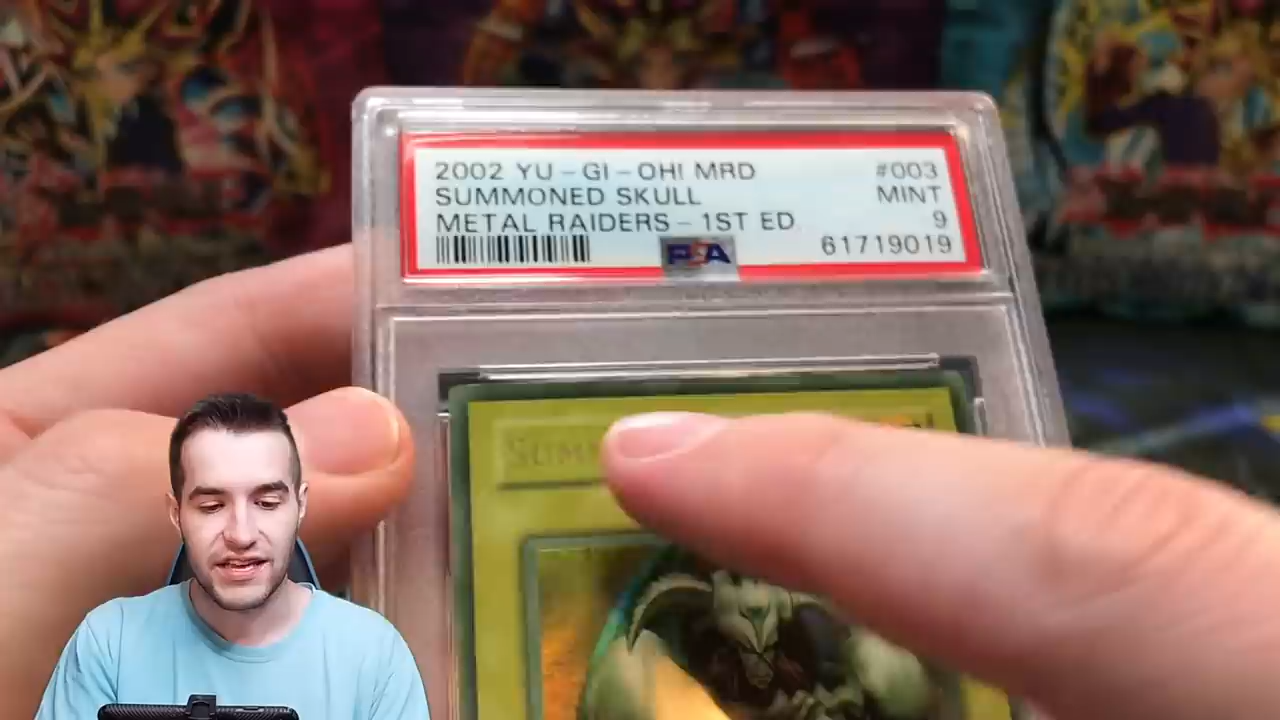 2002 YU-GI-OH! MRD #003
SUMMONED SKULL MINT
METAL RAIDERS-1ST ED. 9
PSA 61719019